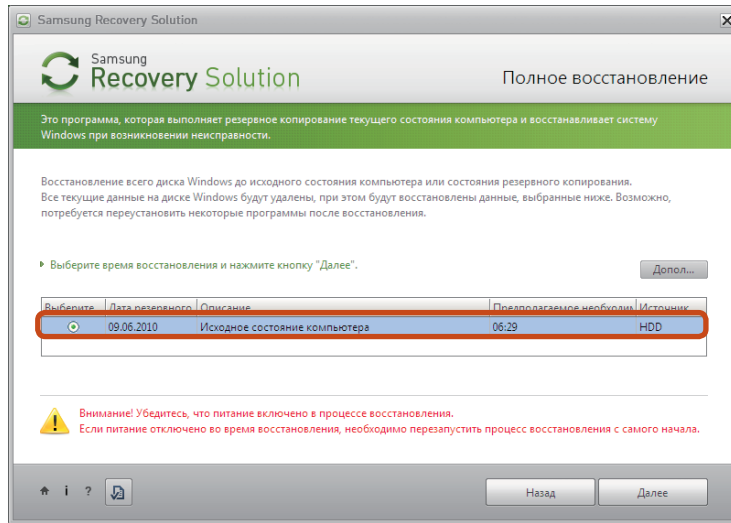 Samsung Recovery Solution
Samsung
Recovery Solution
Полное восстановление
Это программа, которая выполняет резервное копирование текущего состояния компьютера и восстанавливает систему
Windows при возникновении неисправности.
Восстановление всего диска Windows до исходного состояния компьютера или состояния резервного копирования.
Все текущие данные на диске Windows будут удалены, при этом будут восстановлены данные, выбранные ниже. Возможно,
потребуется переустановить некоторые программы после восстановления.
Выберите время восстановления и нажмите кнопку "Далее".
Допол...
Выберите Дата резервного Описание Предполагаемое необходим Источник
09.06.2010 Исходное состояние компьютера 06:29 HDD
Внимание! Убедитесь, что питание включено в процессе восстановления.
Если питание отключено во время восстановления, необходимо перезапустить процесс восстановления с самого начала.
i ?
Назад
Далее